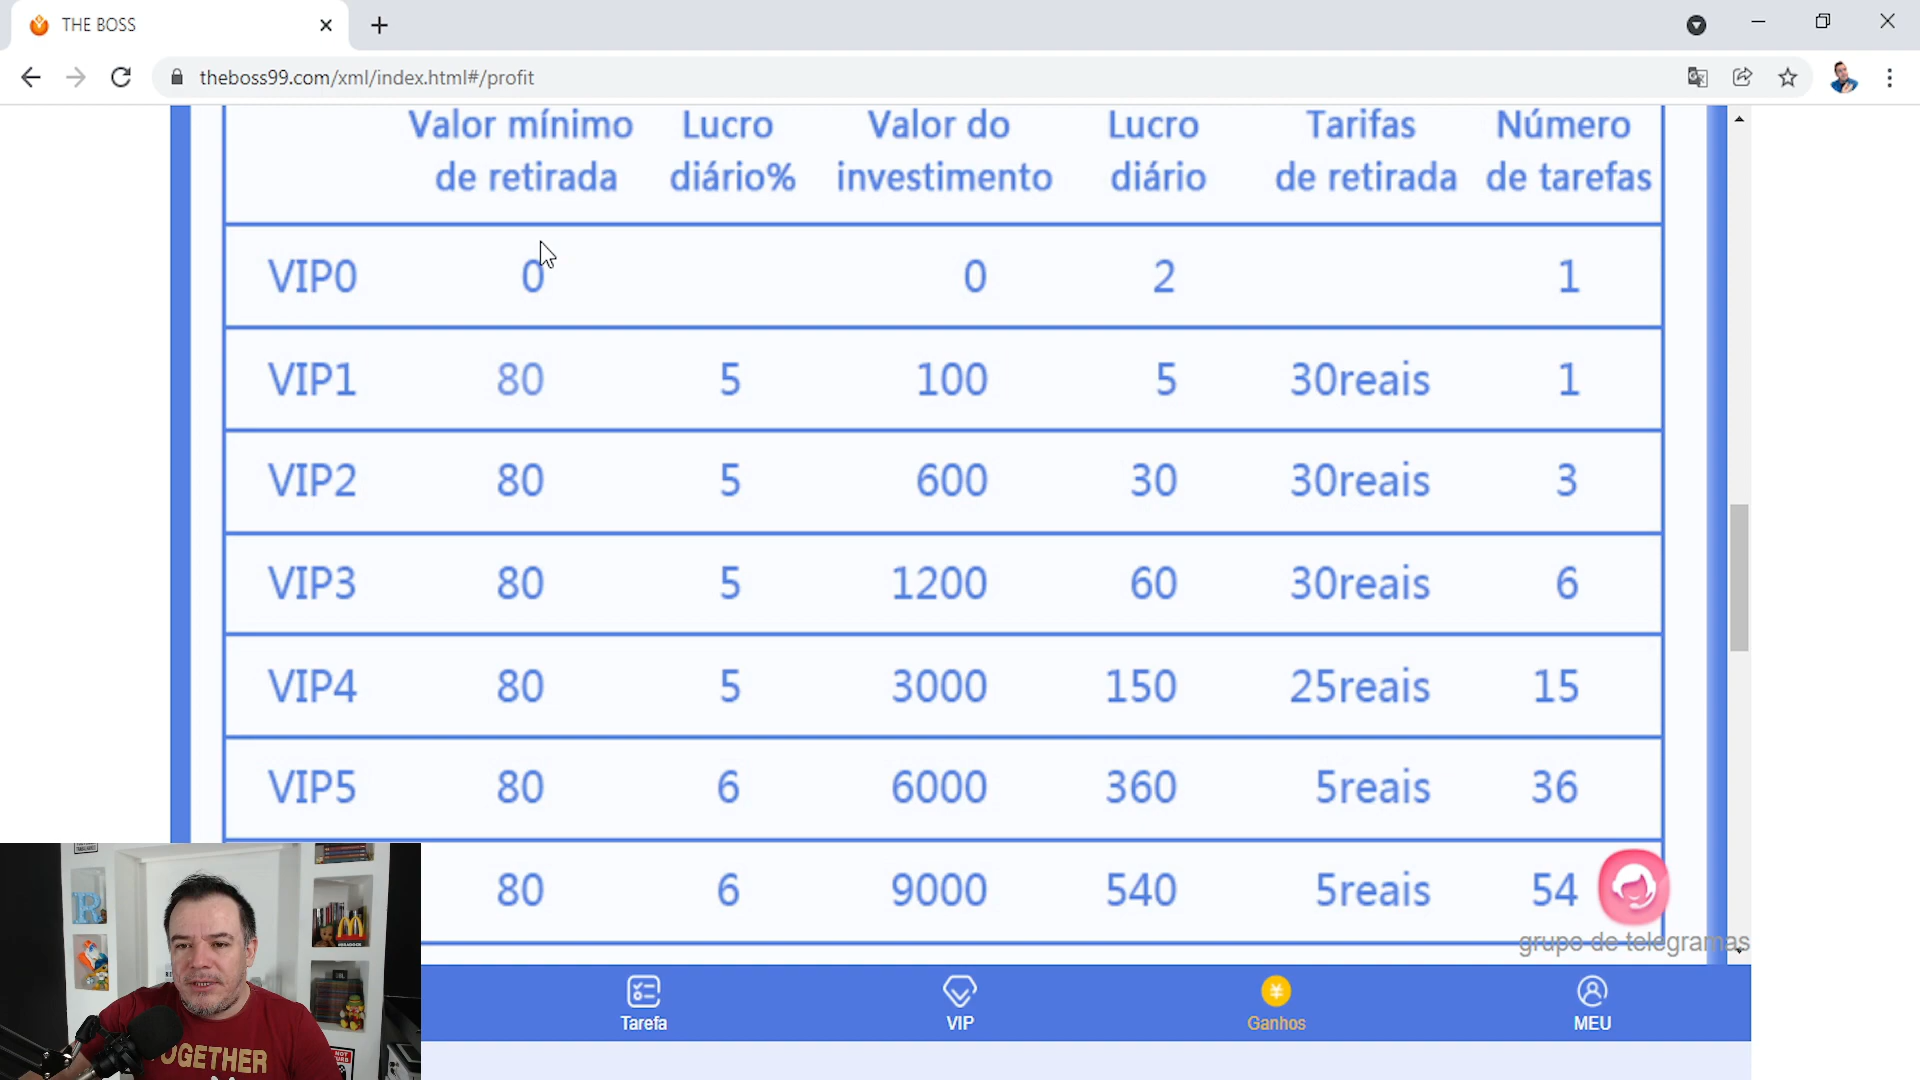 THE BOSS
theboss99.com/xml/index.html#/profit
Valor mínimo de retirada Lucro diário% Valor do investimento Lucro diário Tarifas de retirada Número de tarefas
VIP0 0 0 2 1
VIP1 80 5 100 5 30reais 1
VIP2 80 5 600 30 30reais 3
VIP3 80 5 1200 60 30reais 6
VIP4 80 5 3000 150 25reais 15
VIP5 80 6 6000 360 5reais 36
80 6 9000 540 5reais 54
grupo de telegramas
Tarefa VIP Ganhos MEU
R
OGETHER